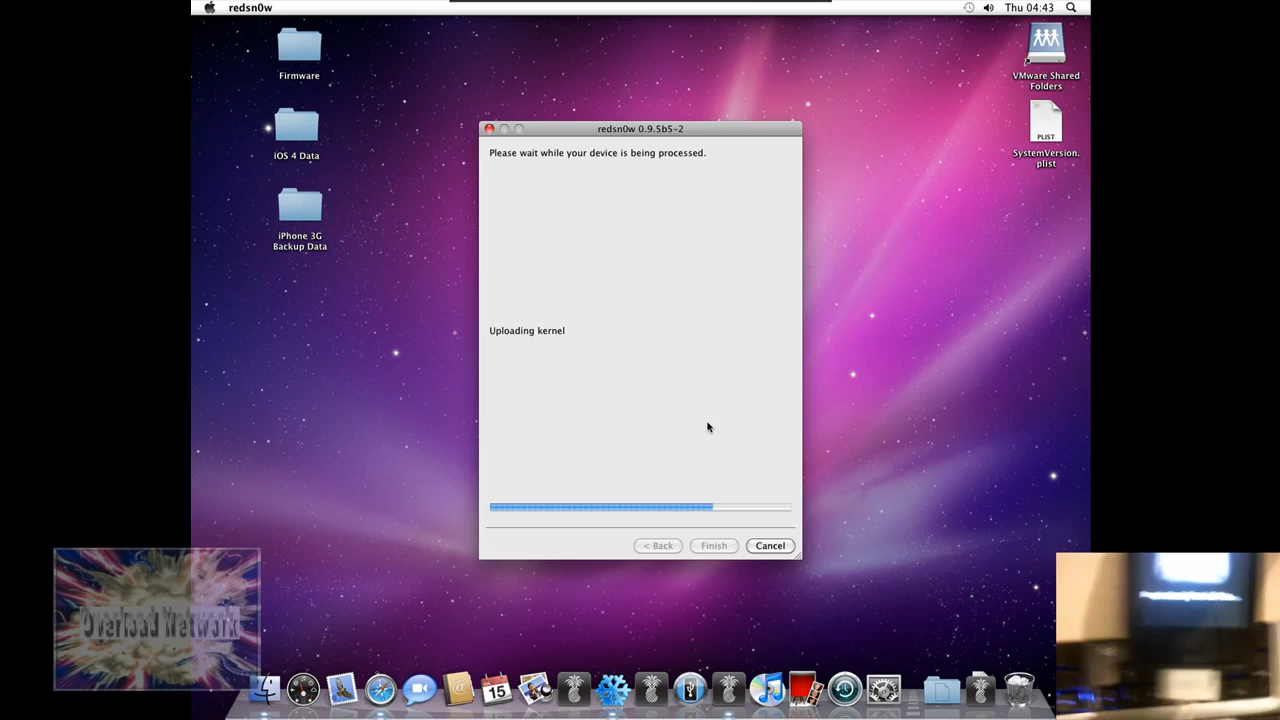 redsn0w
Thu 04:43
Firmware
iOS 4 Data
iPhone 3G
Backup Data
VMware Shared
Folders
PLIST
SystemVersion.
plist
redsn0w 0.9.5b5-2
Please wait while your device is being processed.
Uploading kernel
< Back
Finish
Cancel
Overload Network
15